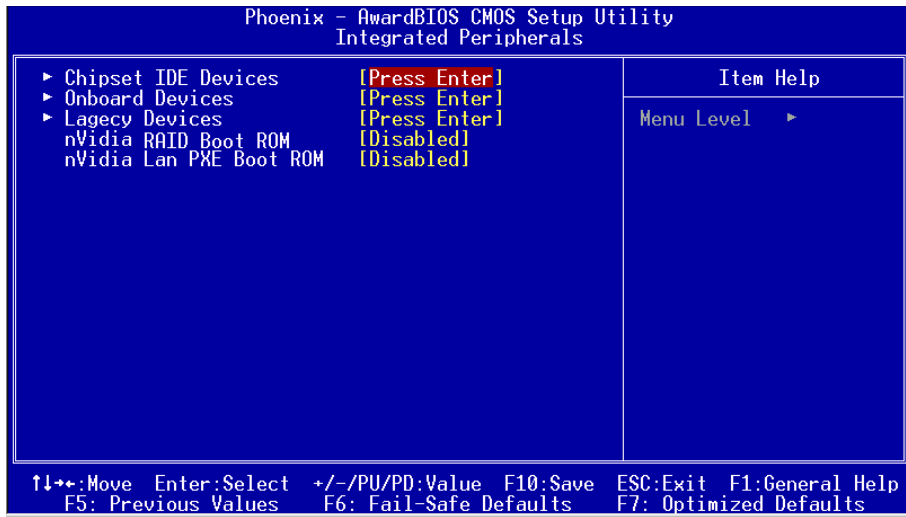 Phoenix - AwardBIOS CMOS Setup Utility
Integrated Peripherals
► Chipset IDE Devices [Press Enter]
► Onboard Devices [Press Enter]
► Lagecy Devices [Press Enter]
nVidia RAID Boot ROM [Disabled]
nVidia Lan PXE Boot ROM [Disabled]
Item Help
Menu Level ►
↑↓→←:Move Enter:Select +/-/PU/PD:Value F10:Save ESC:Exit F1:General Help
F5: Previous Values F6: Fail-Safe Defaults F7: Optimized Defaults